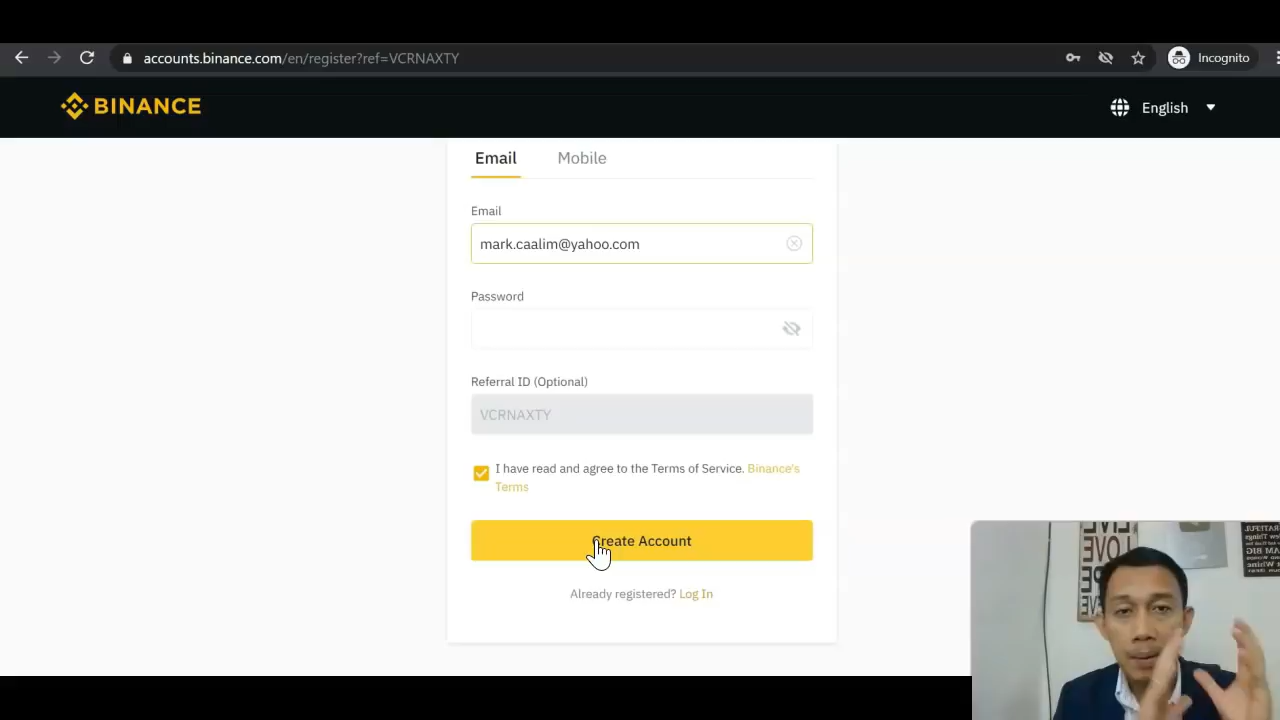 accounts.binance.com/en/register?ref=VCRNAXTY
Incognito
BINANCE
English
Email Mobile
Email
mark.caalim@yahoo.com
Password
Referral ID (Optional)
VCRNAXTY
I have read and agree to the Terms of Service. Binance's
Terms
Create Account
Already registered? Log In
LIVE
LOVE